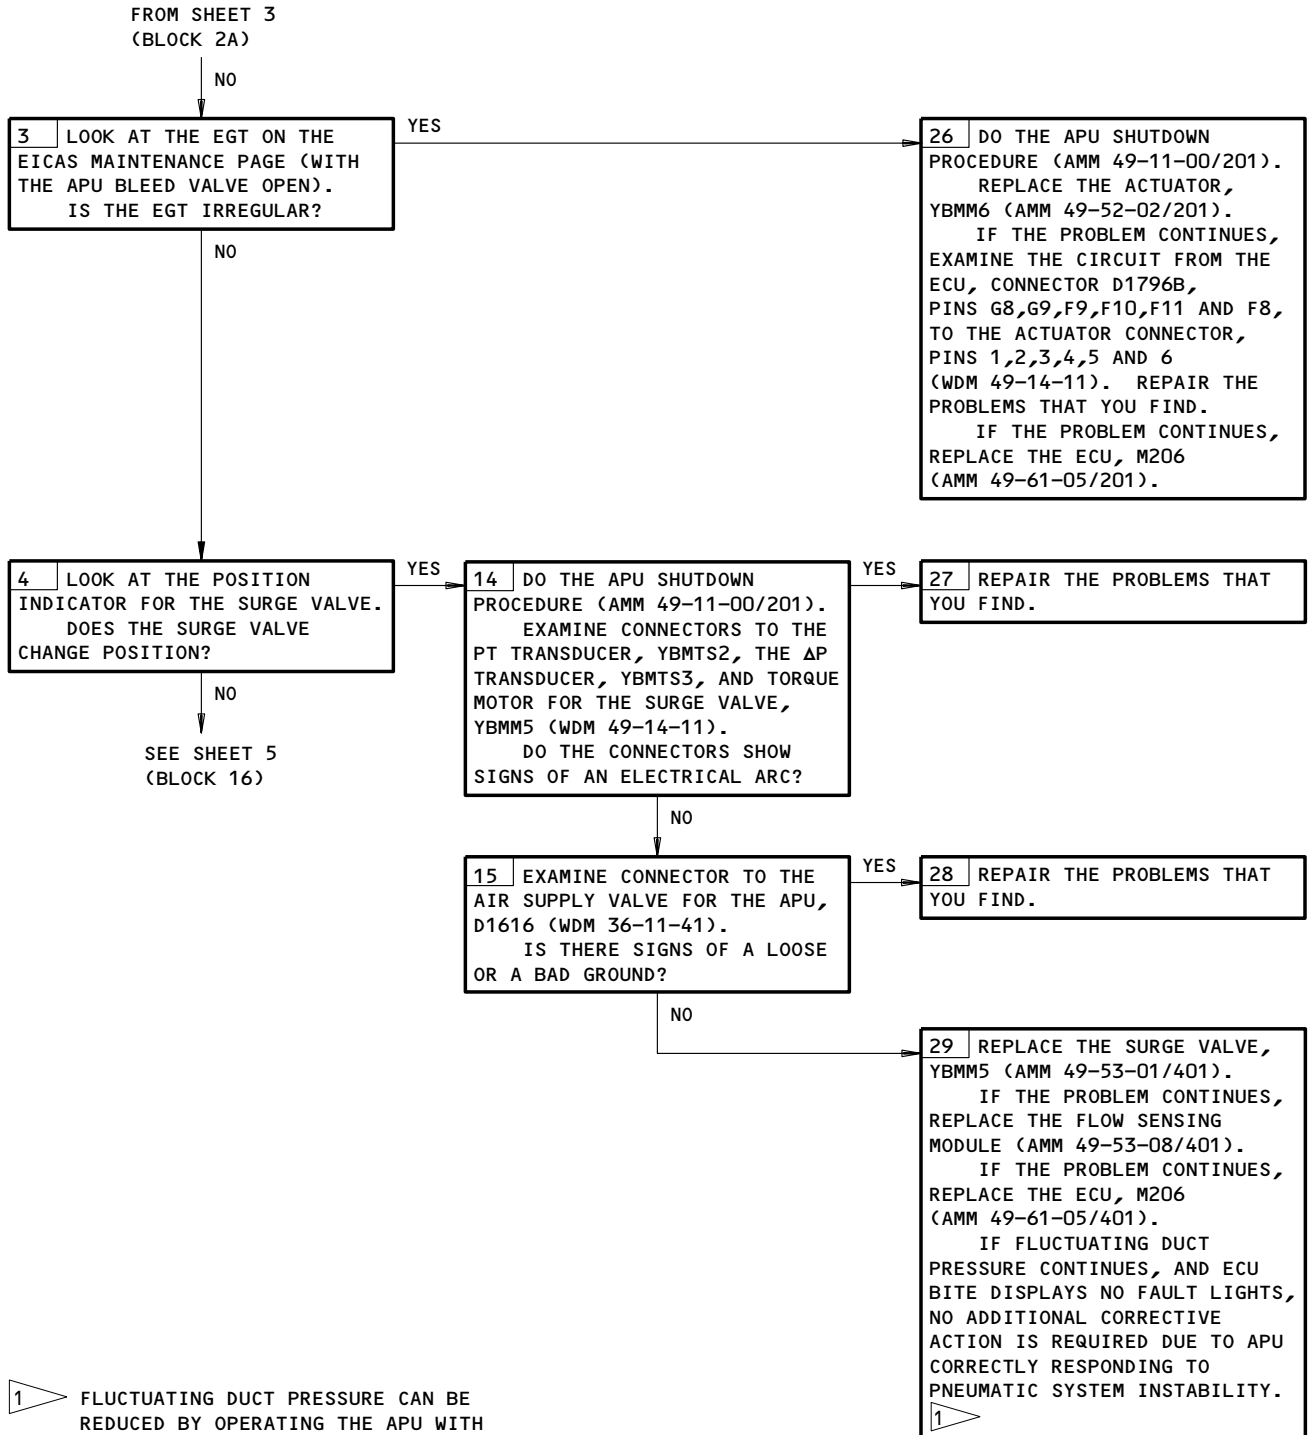 FROM SHEET 3
(BLOCK 2A)
NO
3 LOOK AT THE EGT ON THE
EICAS MAINTENANCE PAGE (WITH
THE APU BLEED VALVE OPEN).
IS THE EGT IRREGULAR?
YES
NO
26 DO THE APU SHUTDOWN
PROCEDURE (AMM 49-11-00/201).
REPLACE THE ACTUATOR,
YBMM6 (AMM 49-52-02/201).
IF THE PROBLEM CONTINUES,
EXAMINE THE CIRCUIT FROM THE
ECU, CONNECTOR D1796B,
PINS G8,G9,F9,F10,F11 AND F8,
TO THE ACTUATOR CONNECTOR,
PINS 1,2,3,4,5 AND 6
(WDM 49-14-11). REPAIR THE
PROBLEMS THAT YOU FIND.
IF THE PROBLEM CONTINUES,
REPLACE THE ECU, M206
(AMM 49-61-05/201).
4 LOOK AT THE POSITION
INDICATOR FOR THE SURGE VALVE.
DOES THE SURGE VALVE
CHANGE POSITION?
YES
NO
SEE SHEET 5
(BLOCK 16)
14 DO THE APU SHUTDOWN
PROCEDURE (AMM 49-11-00/201).
EXAMINE CONNECTORS TO THE
PT TRANSDUCER, YBMTS2, THE ΔP
TRANSDUCER, YBMTS3, AND TORQUE
MOTOR FOR THE SURGE VALVE,
YBMM5 (WDM 49-14-11).
DO THE CONNECTORS SHOW
SIGNS OF AN ELECTRICAL ARC?
YES
NO
27 REPAIR THE PROBLEMS THAT
YOU FIND.
15 EXAMINE CONNECTOR TO THE
AIR SUPPLY VALVE FOR THE APU,
D1616 (WDM 36-11-41).
IS THERE SIGNS OF A LOOSE
OR A BAD GROUND?
YES
NO
28 REPAIR THE PROBLEMS THAT
YOU FIND.
29 REPLACE THE SURGE VALVE,
YBMM5 (AMM 49-53-01/401).
IF THE PROBLEM CONTINUES,
REPLACE THE FLOW SENSING
MODULE (AMM 49-53-08/401).
IF THE PROBLEM CONTINUES,
REPLACE THE ECU, M206
(AMM 49-61-05/401).
IF FLUCTUATING DUCT
PRESSURE CONTINUES, AND ECU
BITE DISPLAYS NO FAULT LIGHTS,
NO ADDITIONAL CORRECTIVE
ACTION IS REQUIRED DUE TO APU
CORRECTLY RESPONDING TO
PNEUMATIC SYSTEM INSTABILITY.
1
1 FLUCTUATING DUCT PRESSURE CAN BE
REDUCED BY OPERATING THE APU WITH